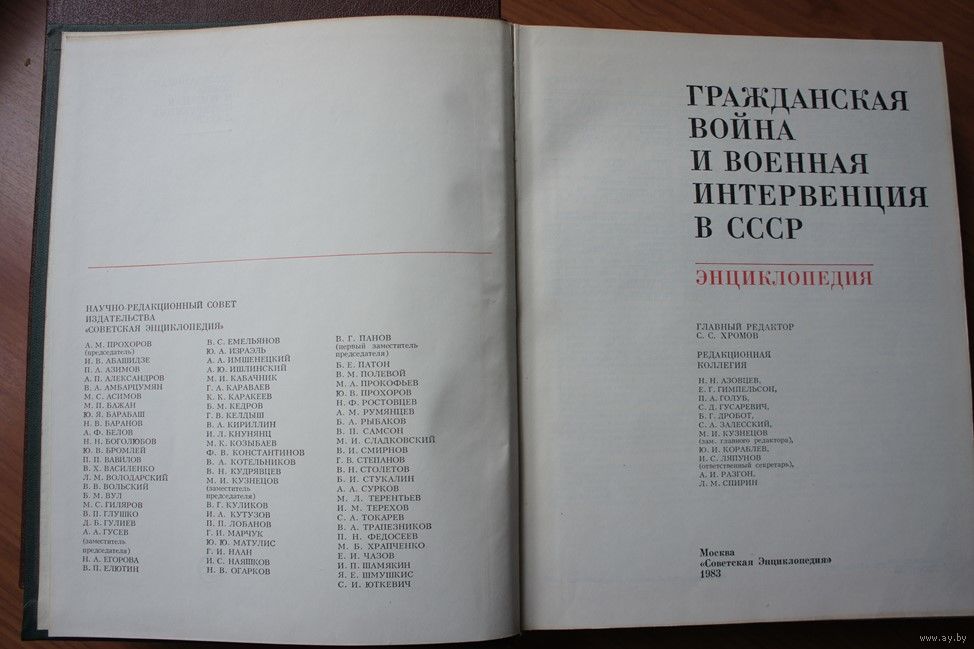 НАУЧНО-РЕДАКЦИОННЫЙ СОВЕТ
ИЗДАТЕЛЬСТВА
«СОВЕТСКАЯ ЭНЦИКЛОПЕДИЯ»
А. М. ПРОХОРОВ
(председатель)
И. В. АБАШИДЗЕ
П. А. АЗИМОВ
А. П. АЛЕКСАНДРОВ
В. А. АМБАРЦУМЯН
М. С. АСИМОВ
М. П. БАЖАН
Ю. Я. БАРАБАШ
Н. В. БАРАНОВ
А. Ф. БЕЛОВ
Н. Н. БОГОЛЮБОВ
Ю. В. БРОМЛЕЙ
П. П. ВАВИЛОВ
В. Х. ВАСИЛЕНКО
Л. М. ВОЛОДАРСКИЙ
В. В. ВОЛЬСКИЙ
Б. М. ВУЛ
М. С. ГИЛЯРОВ
В. П. ГЛУШКО
Д. Б. ГУЛИЕВ
А. А. ГУСЕВ
(заместитель
председателя)
Н. А. ЕГОРОВА
В. П. ЕЛЮТИН
В. С. ЕМЕЛЬЯНОВ
Ю. А. ИЗРАЭЛЬ
А. А. ИМШЕНЕЦКИЙ
А. Ю. ИШЛИНСКИЙ
М. И. КАБАЧНИК
Г. А. КАРАВАЕВ
К. К. КАРАКЕЕВ
Б. М. КЕДРОВ
Г. В. КЕЛДЫШ
В. А. КИРИЛЛИН
И. Л. КНУНЯНЦ
М. К. КОЗЫБАЕВ
Ф. В. КОНСТАНТИНОВ
В. А. КОТЕЛЬНИКОВ
В. Н. КУДРЯВЦЕВ
М. И. КУЗНЕЦОВ
(заместитель
председателя)
В. Г. КУЛИКОВ
И. А. КУТУЗОВ
П. П. ЛОБАНОВ
Г. И. МАРЧУК
Ю. Ю. МАТУЛИС
Г. И. НААН
И. С. НАЯШКОВ
Н. В. ОГАРКОВ
В. Г. ПАНОВ
(первый заместитель
председателя)
Б. Е. ПАТОН
В. М. ПОЛЕВОЙ
М. А. ПРОКОФЬЕВ
Ю. В. ПРОХОРОВ
Н. Ф. РОСТОВЦЕВ
А. М. РУМЯНЦЕВ
Б. А. РЫБАКОВ
В. П. САМСОН
М. И. СЛАДКОВСКИЙ
В. И. СМИРНОВ
Г. В. СТЕПАНОВ
В. Н. СТОЛЕТОВ
Б. И. СТУКАЛИН
А. А. СУРКОВ
М. Л. ТЕРЕНТЬЕВ
И. М. ТЕРЕХОВ
С. А. ТОКАРЕВ
В. А. ТРАПЕЗНИКОВ
П. Н. ФЕДОСЕЕВ
М. Б. ХРАПЧЕНКО
Е. И. ЧАЗОВ
И. П. ШАМЯКИН
Я. Е. ШМУШКИС
С. И. ЮТКЕВИЧ
ГРАЖДАНСКАЯ
ВОЙНА
И ВОЕННАЯ
ИНТЕРВЕНЦИЯ
В СССР
ЭНЦИКЛОПЕДИЯ
ГЛАВНЫЙ РЕДАКТОР
С. С. ХРОМОВ
РЕДАКЦИОННАЯ
КОЛЛЕГИЯ
Н. Н. АЗОВЦЕВ,
Е. Г. ГИМПЕЛЬСОН,
П. А. ГОЛУБ,
С. Д. ГУСАРЕВИЧ,
Б. Г. ДРОБОТ,
С. А. ЗАЛЕССКИЙ,
М. И. КУЗНЕЦОВ
(зам. главного редактора),
Ю. И. КОРАБЛЕВ,
И. С. ЛЯПУНОВ
(ответственный секретарь),
А. И. РАЗГОН,
Л. М. СПИРИН
Москва
«Советская Энциклопедия»
1983
www.ay.by